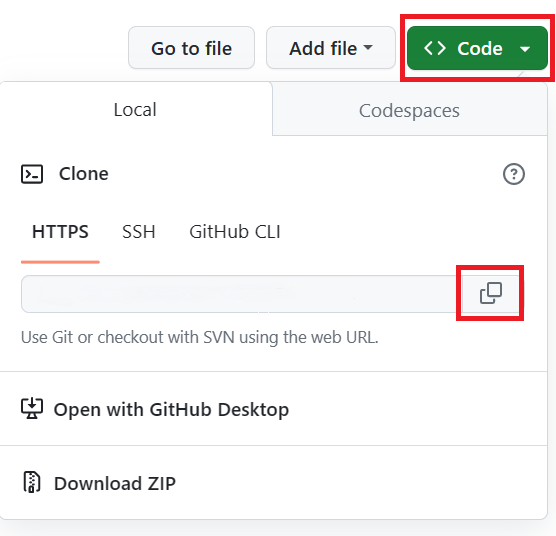 Go to file Add file Code
Local Codespaces
Clone
HTTPS SSH GitHub CLI
Use Git or checkout with SVN using the web URL.
Open with GitHub Desktop
Download ZIP